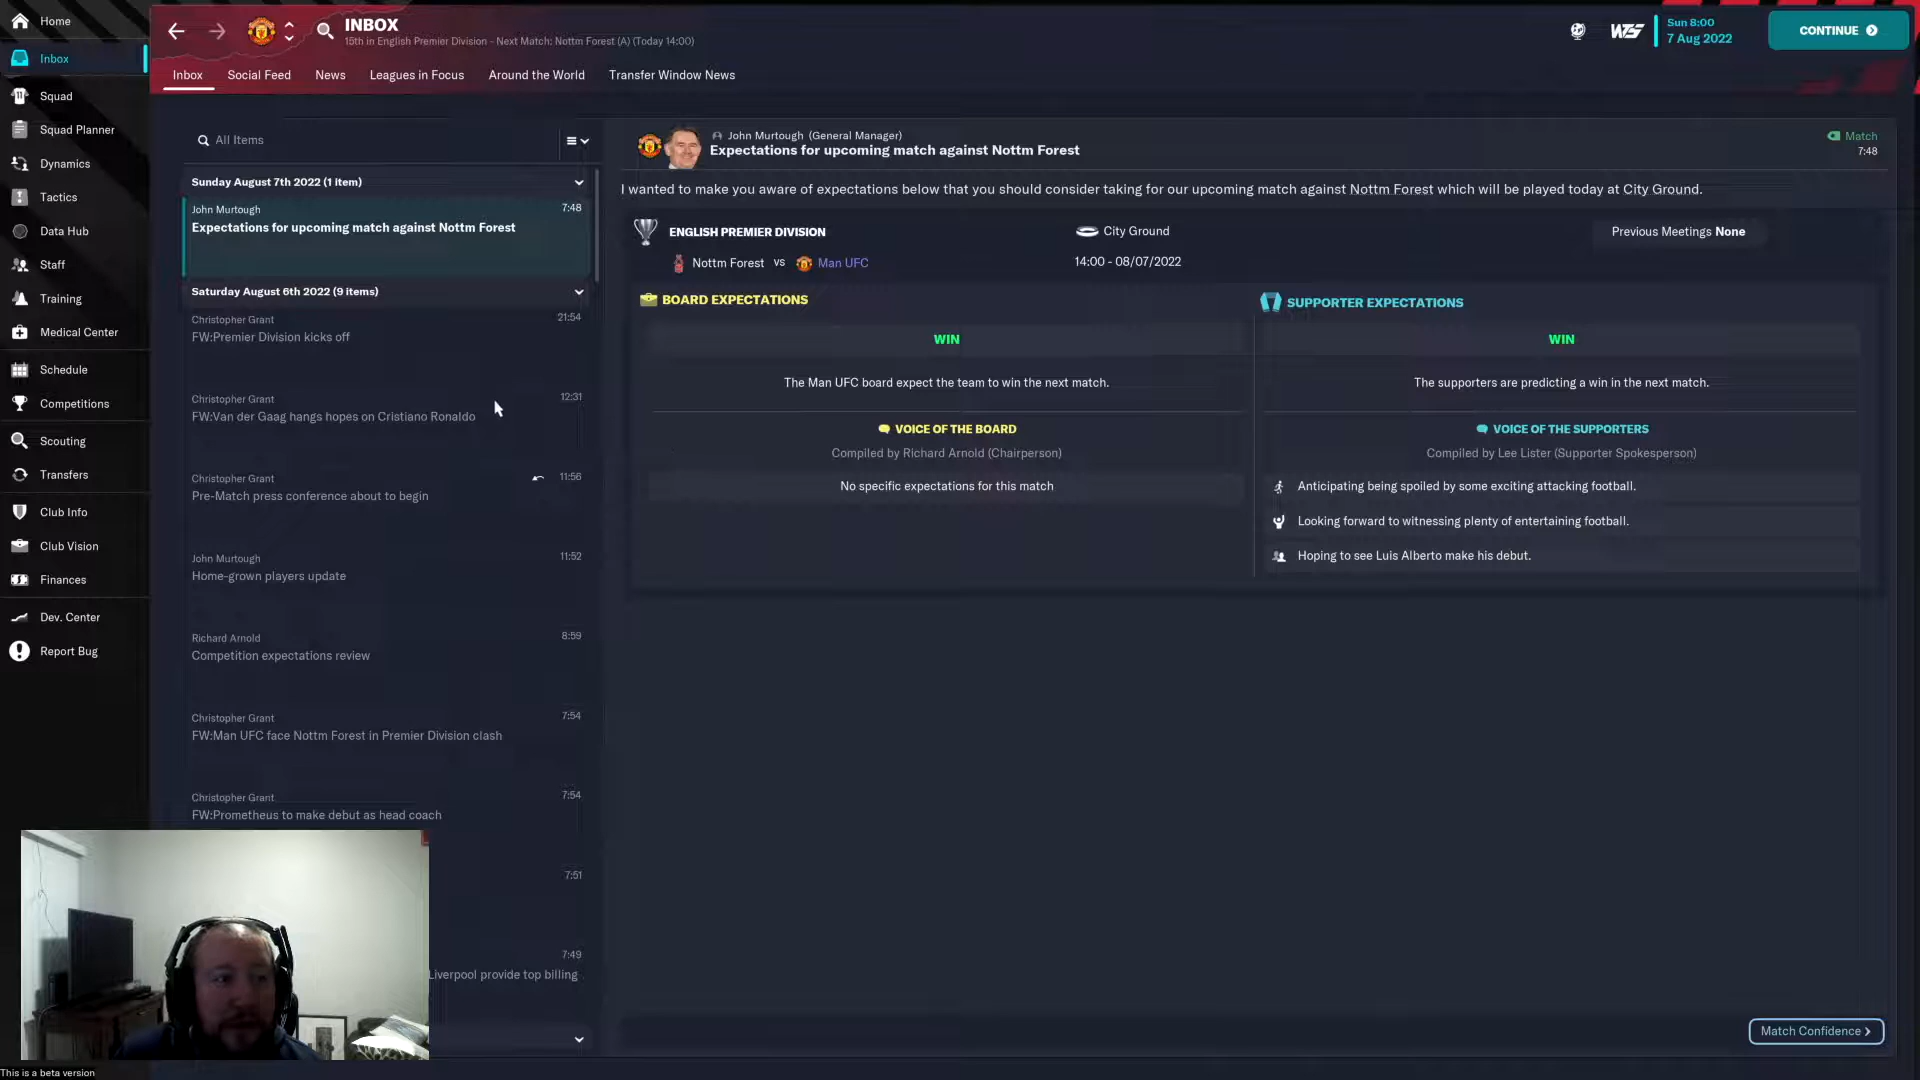 Home
Inbox
Squad
Squad Planner
Dynamics
Tactics
Data Hub
Staff
Training
Medical Center
Schedule
Competitions
Scouting
Transfers
Club Info
Club Vision
Finances
Dev. Center
Report Bug
This is a beta version
INBOX
15th in English Premier Division - Next Match: Nottm Forest (A) (Today 14:00)
Sun 8:00
7 Aug 2022
CONTINUE
Inbox Social Feed News Leagues in Focus Around the World Transfer Window News
All Items
Sunday August 7th 2022 (1 item)
John Murtough 7:48
Expectations for upcoming match against Nottm Forest
Saturday August 6th 2022 (9 items)
Christopher Grant 21:54
FW:Premier Division kicks off
Christopher Grant 12:31
FW:Van der Gaag hangs hopes on Cristiano Ronaldo
Christopher Grant 11:56
Pre-Match press conference about to begin
John Murtough 11:52
Home-grown players update
Richard Arnold 8:59
Competition expectations review
Christopher Grant 7:54
FW:Man UFC face Nottm Forest in Premier Division clash
Christopher Grant 7:54
FW:Prometheus to make debut as head coach
7:51
7:49
Liverpool provide top billing
John Murtough (General Manager)
Expectations for upcoming match against Nottm Forest
Match
7:48
I wanted to make you aware of expectations below that you should consider taking for our upcoming match against Nottm Forest which will be played today at City Ground.
ENGLISH PREMIER DIVISION
Nottm Forest vs Man UFC
City Ground
14:00 - 08/07/2022
Previous Meetings None
BOARD EXPECTATIONS
WIN
The Man UFC board expect the team to win the next match.
VOICE OF THE BOARD
Compiled by Richard Arnold (Chairperson)
No specific expectations for this match
SUPPORTER EXPECTATIONS
WIN
The supporters are predicting a win in the next match.
VOICE OF THE SUPPORTERS
Compiled by Lee Lister (Supporter Spokesperson)
Anticipating being spoiled by some exciting attacking football.
Looking forward to witnessing plenty of entertaining football.
Hoping to see Luis Alberto make his debut.
Match Confidence >